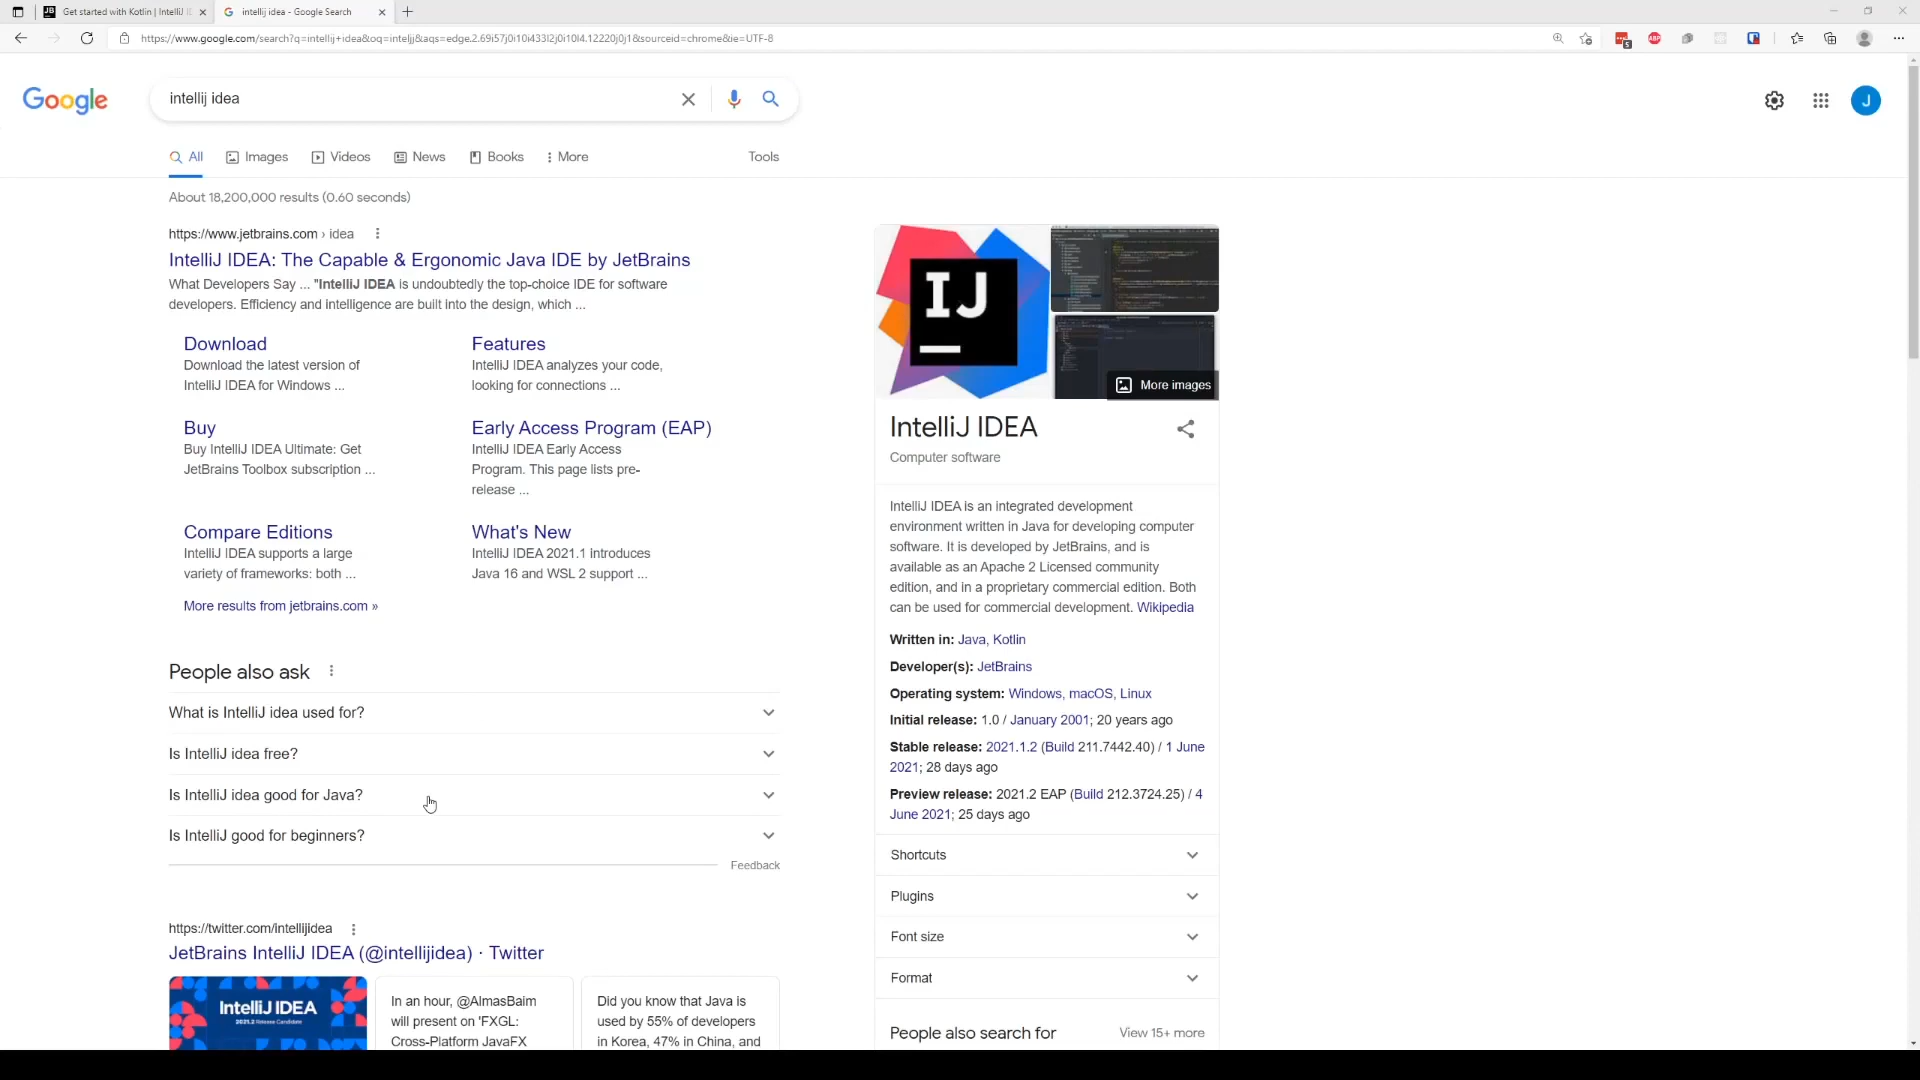 Get started with Kotlin | IntelliJ I
intellij idea - Google Search
https://www.google.com/search?q=intellij+idea&oq=inteljj&aqs=edge.2.69i57j0i10i433l2j0i10l4.12220j0j1&sourceid=chrome&ie=UTF-8
Google
intellij idea
J
All
Images
Videos
News
Books
More
Tools
About 18,200,000 results (0.60 seconds)
https://www.jetbrains.com › idea
IntelliJ IDEA: The Capable & Ergonomic Java IDE by JetBrains
What Developers Say ... "IntelliJ IDEA is undoubtedly the top-choice IDE for software
developers. Efficiency and intelligence are built into the design, which ...
Download
Download the latest version of
IntelliJ IDEA for Windows ...
Features
IntelliJ IDEA analyzes your code,
looking for connections ...
Buy
Buy IntelliJ IDEA Ultimate: Get
JetBrains Toolbox subscription ...
Early Access Program (EAP)
IntelliJ IDEA Early Access
Program. This page lists pre-
release ...
Compare Editions
IntelliJ IDEA supports a large
variety of frameworks: both ...
What's New
IntelliJ IDEA 2021.1 introduces
Java 16 and WSL 2 support ...
More results from jetbrains.com »
People also ask
What is IntelliJ idea used for?
Is IntelliJ idea free?
Is IntelliJ idea good for Java?
Is IntelliJ good for beginners?
Feedback
https://twitter.com/intellijidea
JetBrains IntelliJ IDEA (@intellijidea) · Twitter
IntelliJ IDEA
2021.2 Release Candidate
In an hour, @AlmasBaim
will present on 'FXGL:
Cross-Platform JavaFX
Did you know that Java is
used by 55% of developers
in Korea, 47% in China, and
IJ
More images
IntelliJ IDEA
Computer software
IntelliJ IDEA is an integrated development
environment written in Java for developing computer
software. It is developed by JetBrains, and is
available as an Apache 2 Licensed community
edition, and in a proprietary commercial edition. Both
can be used for commercial development. Wikipedia
Written in: Java, Kotlin
Developer(s): JetBrains
Operating system: Windows, macOS, Linux
Initial release: 1.0 / January 2001; 20 years ago
Stable release: 2021.1.2 (Build 211.7442.40) / 1 June
2021; 28 days ago
Preview release: 2021.2 EAP (Build 212.3724.25) / 4
June 2021; 25 days ago
Shortcuts
Plugins
Font size
Format
People also search for
View 15+ more